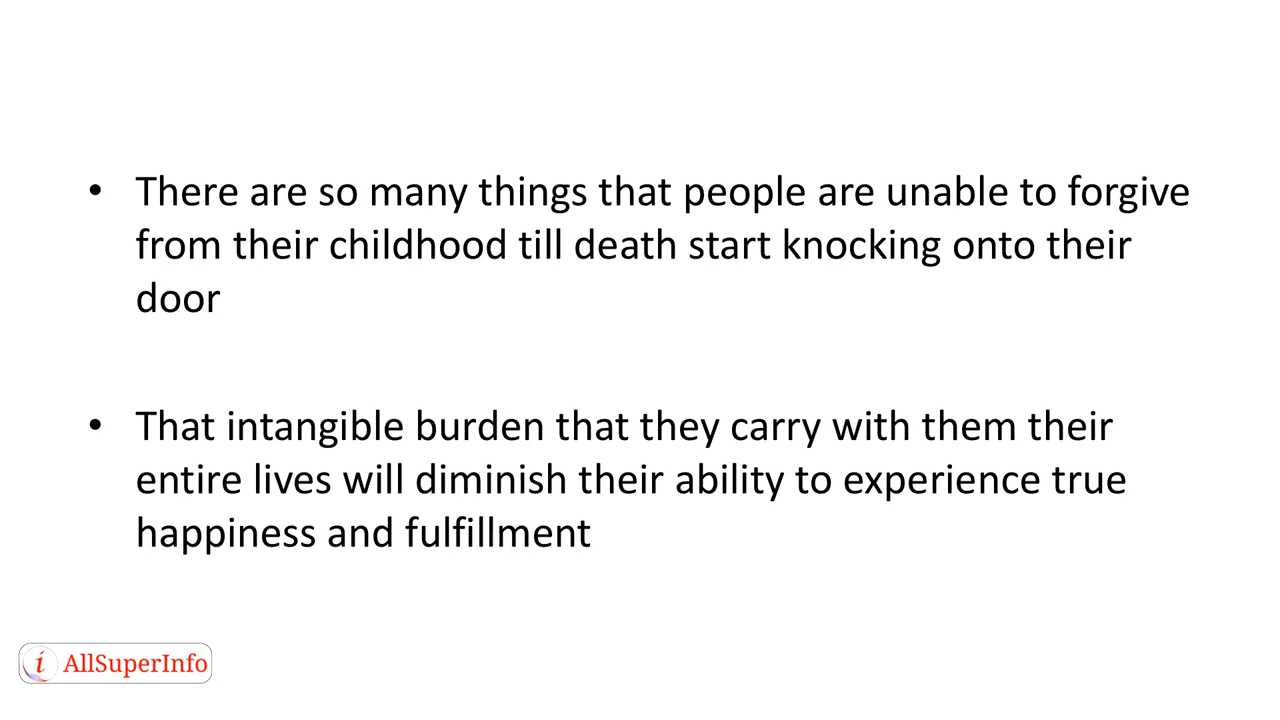 • There are so many things that people are unable to forgive
from their childhood till death start knocking onto their
door
• That intangible burden that they carry with them their
entire lives will diminish their ability to experience true
happiness and fulfillment
i AllSuperInfo